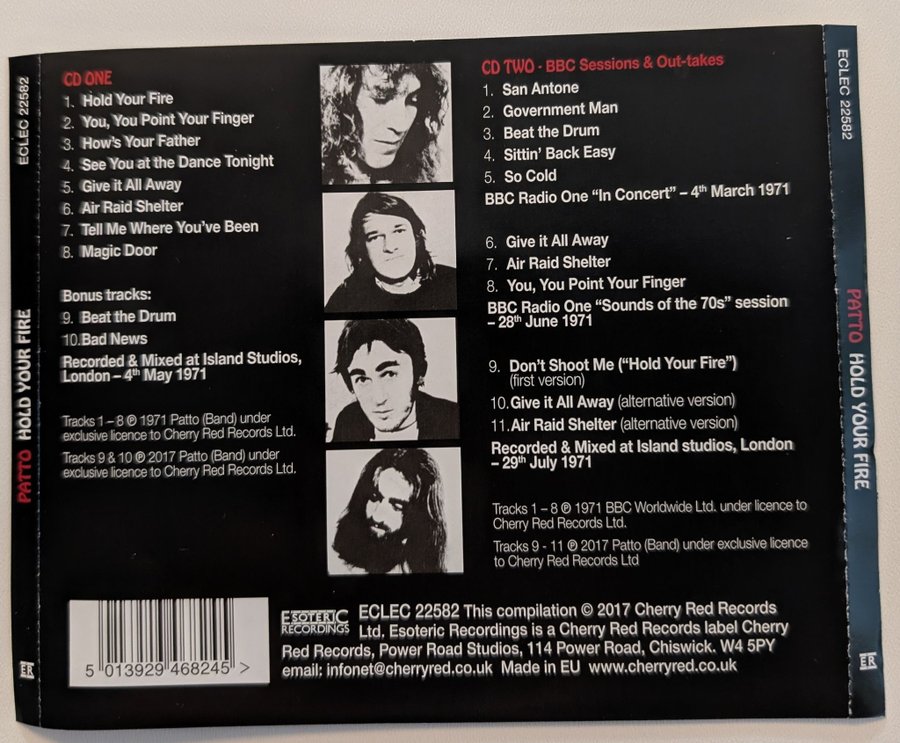 ECLEC 22582
PATTO HOLD YOUR FIRE
ER
CD ONE
1. Hold Your Fire
2. You, You Point Your Finger
3. How's Your Father
4. See You at the Dance Tonight
5. Give it All Away
6. Air Raid Shelter
7. Tell Me Where You've Been
8. Magic Door
Bonus tracks:
9. Beat the Drum
10. Bad News
Recorded & Mixed at Island Studios,
London – 4th May 1971
Tracks 1 – 8 ℗ 1971 Patto (Band) under
exclusive licence to Cherry Red Records Ltd.
Tracks 9 & 10 ℗ 2017 Patto (Band) under
exclusive licence to Cherry Red Records Ltd.
CD TWO - BBC Sessions & Out-takes
1. San Antone
2. Government Man
3. Beat the Drum
4. Sittin' Back Easy
5. So Cold
BBC Radio One “In Concert” – 4th March 1971
6. Give it All Away
7. Air Raid Shelter
8. You, You Point Your Finger
BBC Radio One “Sounds of the 70s” session
– 28th June 1971
9. Don't Shoot Me (“Hold Your Fire”)
(first version)
10. Give it All Away (alternative version)
11. Air Raid Shelter (alternative version)
Recorded & Mixed at Island studios, London
– 29th July 1971
Tracks 1 – 8 ℗ 1971 BBC Worldwide Ltd. under licence to
Cherry Red Records Ltd.
Tracks 9 - 11 ℗ 2017 Patto (Band) under exclusive licence
to Cherry Red Records Ltd
5 013929 468245 >
ESOTERIC
RECORDINGS
ECLEC 22582 This compilation © 2017 Cherry Red Records
Ltd. Esoteric Recordings is a Cherry Red Records label Cherry
Red Records, Power Road Studios, 114 Power Road, Chiswick. W4 5PY
email: infonet@cherryred.co.uk Made in EU www.cherryred.co.uk
ECLEC 22582
PATTO HOLD YOUR FIRE
ER